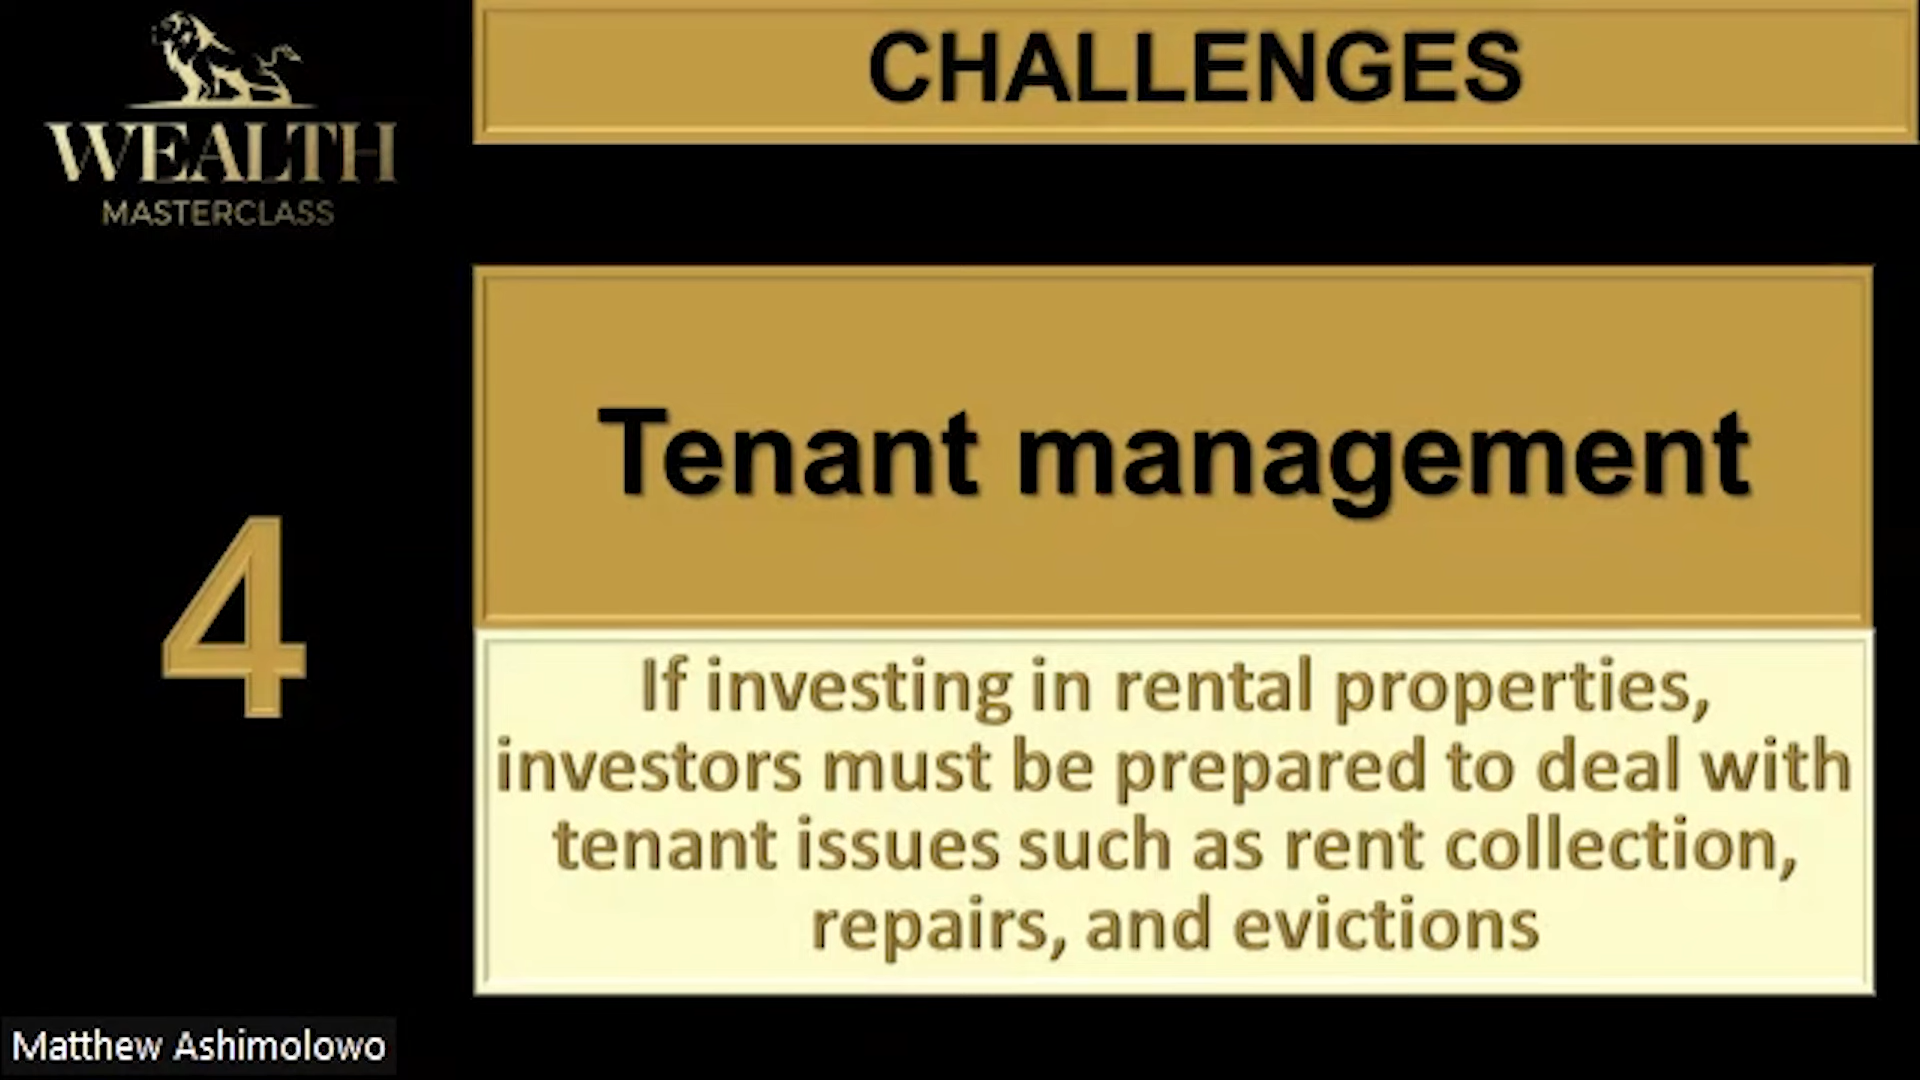 WEALTH
MASTERCLASS
CHALLENGES
4
Tenant management
If investing in rental properties,
investors must be prepared to deal with
tenant issues such as rent collection,
repairs, and evictions
Matthew Ashimolowo